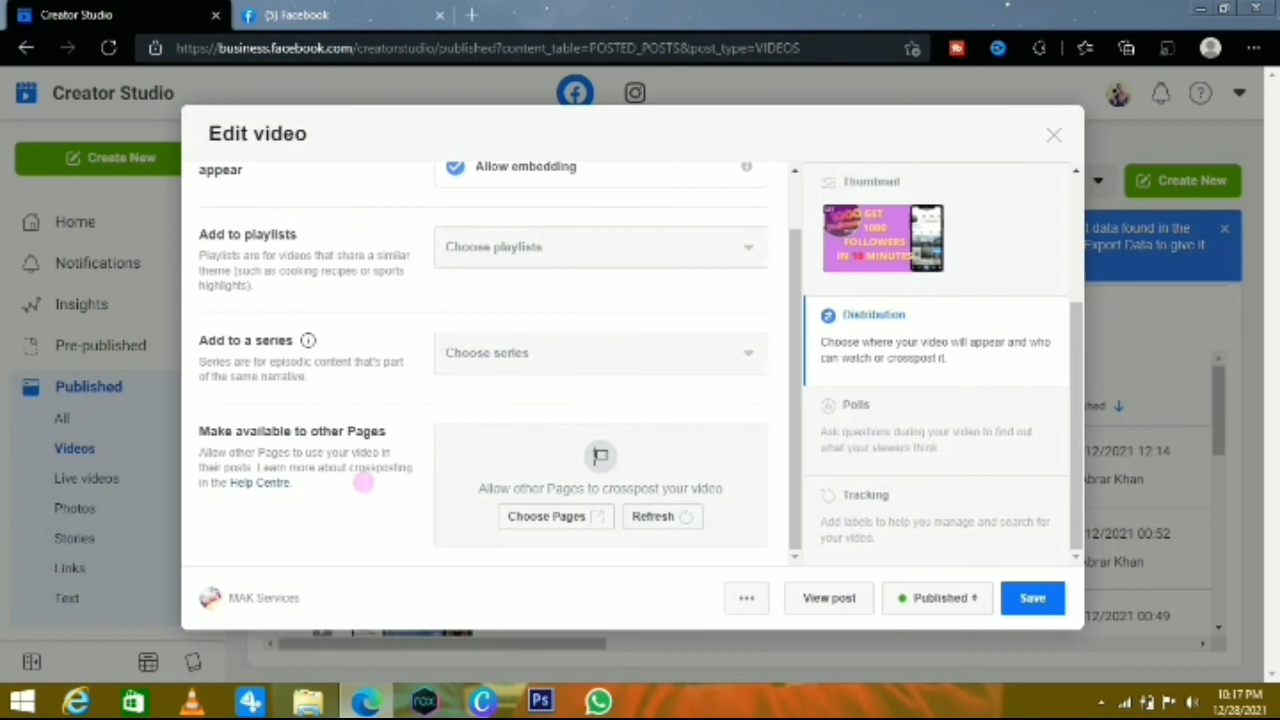 Creator Studio
(5) Facebook
https://business.facebook.com/creatorstudio/published?content_table=POSTED_POSTS&post_type=VIDEOS
Creator Studio
Create New
Home
Notifications
Insights
Pre-published
Published
All
Videos
Live videos
Photos
Stories
Links
Text
Edit video
appear
Allow embedding
Add to playlists
Playlists are for videos that share a similar
theme (such as cooking recipes or sports
highlights).
Choose playlists
Add to a series
Series are for episodic content that's part
of the same narrative.
Choose series
Make available to other Pages
Allow other Pages to use your video in
their posts. Learn more about crossposting
in the Help Centre.
Allow other Pages to crosspost your video
Choose Pages
Refresh
Thumbnail
GET
1000
FOLLOWERS
IN
MINUTES
Distribution
Choose where your video will appear and who
can watch or crosspost it.
Polls
Ask questions during your video to find out
what your viewers think.
Tracking
Add labels to help you manage and search for
your video.
MAK Services
View post
Published
Save
Create New
t data found in the
Export Data to give it
shed
12/2021 12:14
Abrar Khan
12/2021 00:52
Abrar Khan
12/2021 00:49
nox
Ps
10:17 PM
12/28/2021